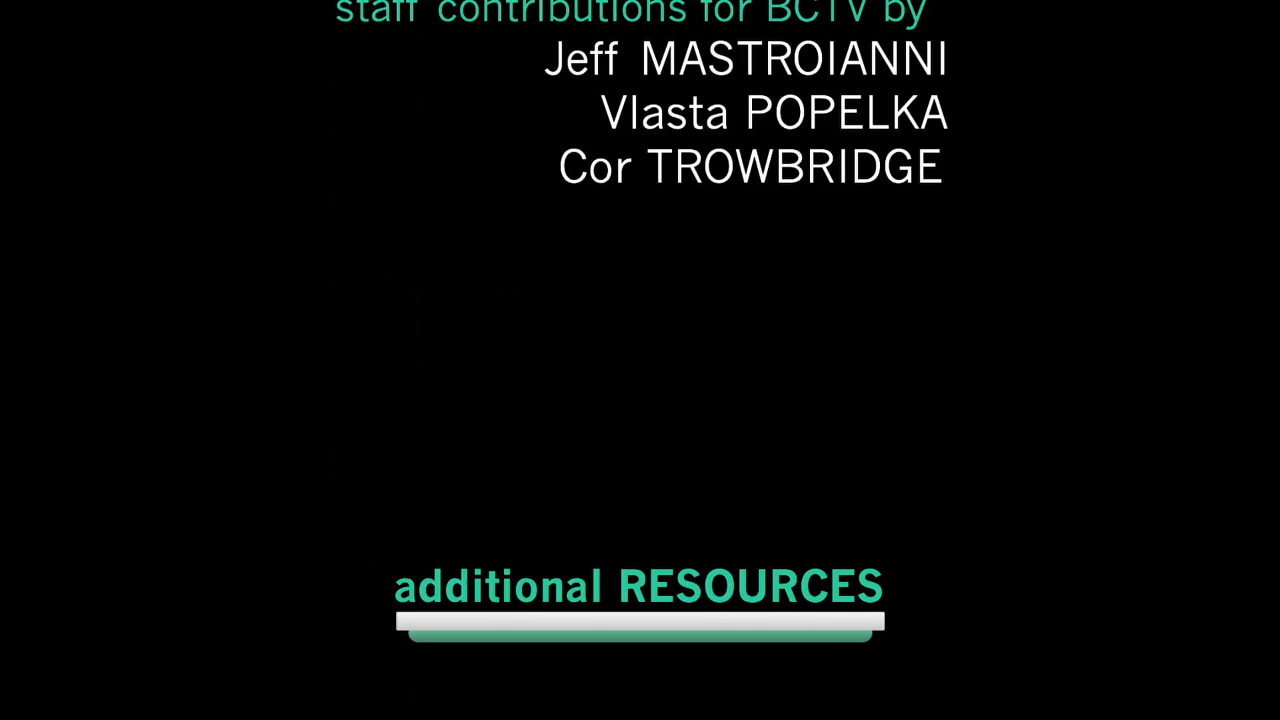 staff contributions for BCTV by
Jeff MASTROIANNI
Vlasta POPELKA
Cor TROWBRIDGE
additional RESOURCES